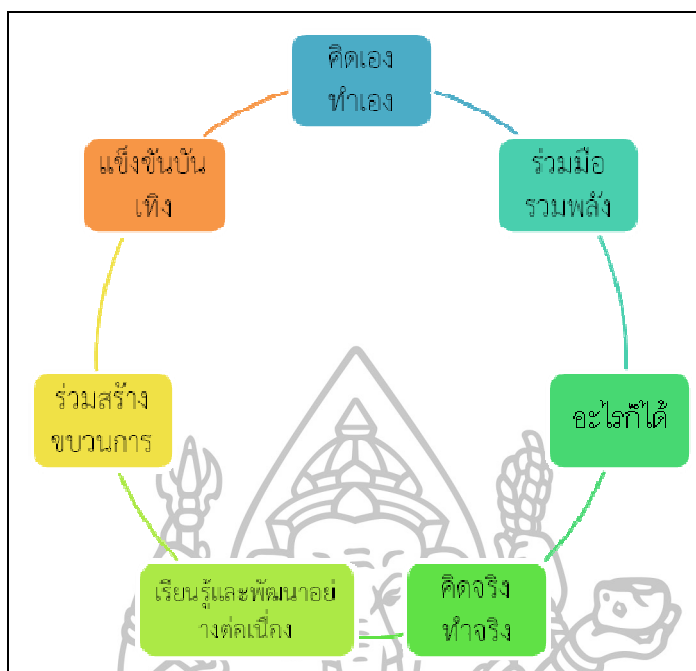 คิดเอง
ทำเอง
ร่วมมือ
รวมพลัง
อะไรก็ได้
คิดจริง
ทำจริง
เรียนรู้และพัฒนาอย่
างต่อเนื่อง
ร่วมสร้าง
ขบวนการ
แข็งขันบัน
เทิง